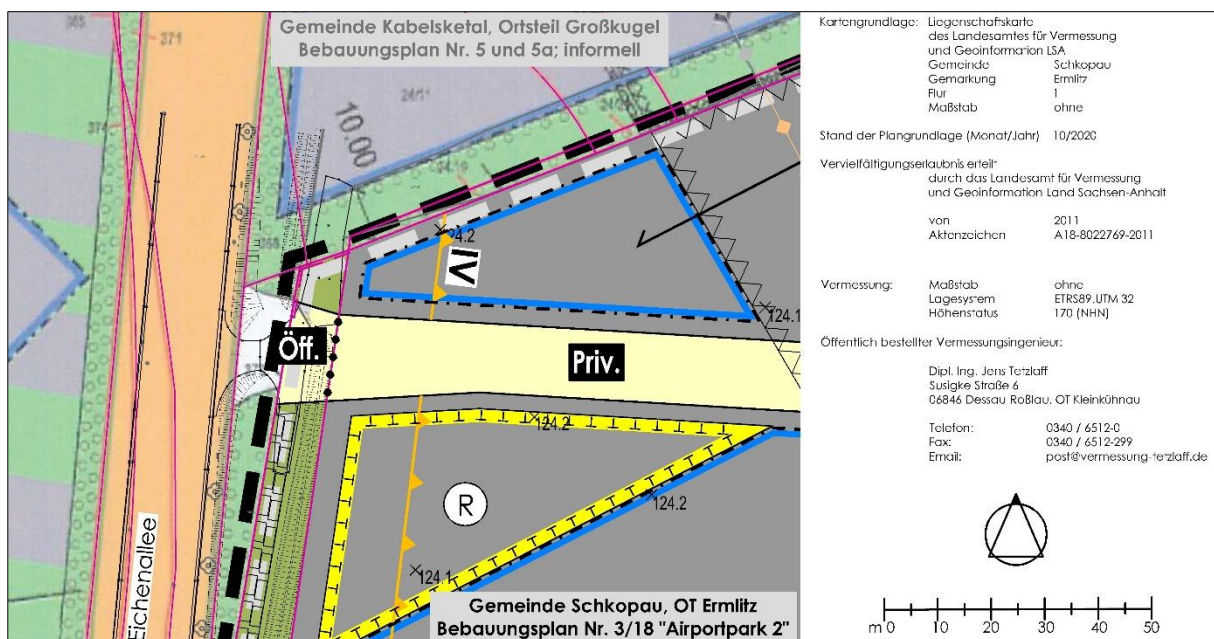 Gemeinde Kabelsketal, Ortsteil Großkugel
Bebauungsplan Nr. 5 und 5a; informell
371
24/11
10.00
374
24.2
IV
124.1
Öff.
Priv.
124.2
124.2
R
124.1
Eichenallee
Gemeinde Schkopau, OT Ermlitz
Bebauungsplan Nr. 3/18 "Airportpark 2"
Kartengrundlage: Liegenschaftskarte
des Landesamtes für Vermessung
und Geoinformation LSA
Gemeinde Schkopau
Gemarkung Ermlitz
Flur 1
Maßstab ohne
Stand der Plangrundlage (Monat/Jahr) 10/2020
Vervielfältigungserlaubnis erteilt
durch das Landesamt für Vermessung
und Geoinformation Land Sachsen-Anhalt
von 2011
Aktenzeichen A18-8022769-2011
Vermessung: Maßstab ohne
Lagesystem ETRS89.UTM 32
Höhenstatus 170 (NHN)
Öffentlich bestellter Vermessungsingenieur:
Dipl. Ing. Jens Tetzlaff
Susigke Straße 6
06846 Dessau Roßlau, OT Kleinkühnau
Telefon: 0340 / 6512-0
Fax: 0340 / 6512-299
Email: post@vermessung-tetzlaff.de
m 0 10 20 30 40 50